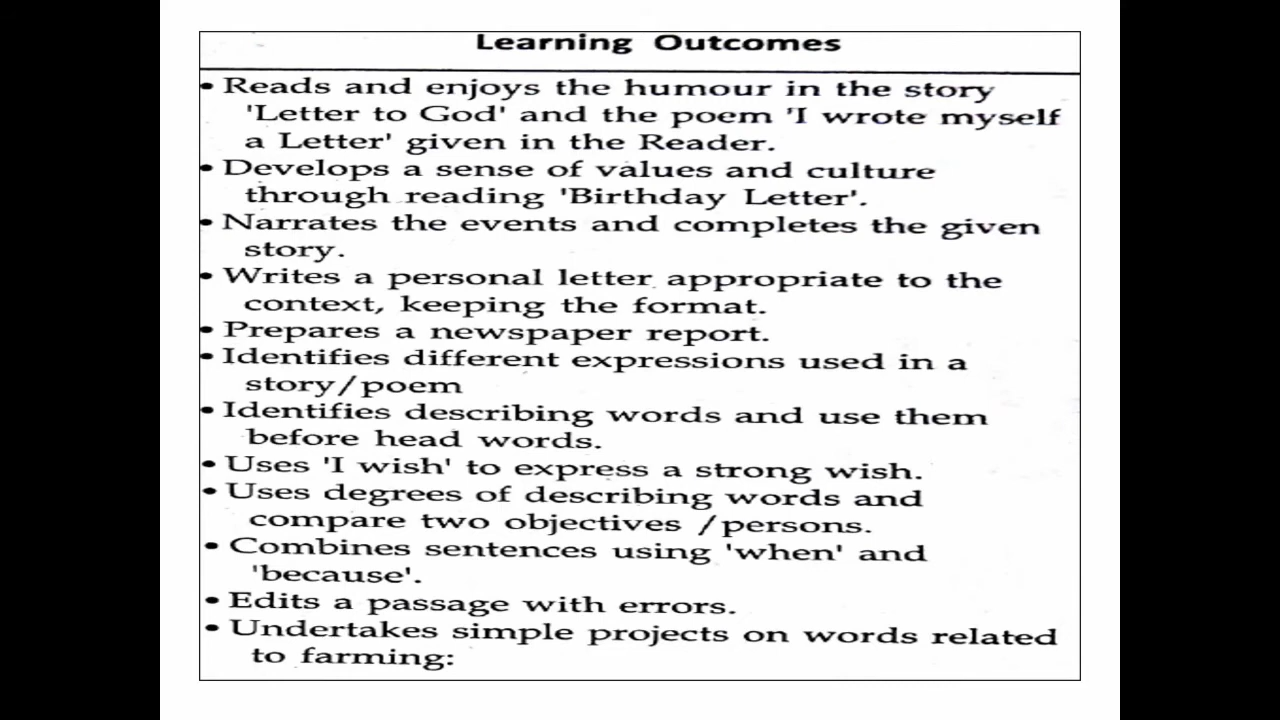 Learning Outcomes
• Reads and enjoys the humour in the story
'Letter to God' and the poem 'I wrote myself
a Letter' given in the Reader.
• Develops a sense of values and culture
through reading 'Birthday Letter'.
• Narrates the events and completes the given
story.
• Writes a personal letter appropriate to the
context, keeping the format.
• Prepares a newspaper report.
• Identifies different expressions used in a
story/poem
• Identifies describing words and use them
before head words.
• Uses 'I wish' to express a strong wish.
• Uses degrees of describing words and
compare two objectives /persons.
• Combines sentences using 'when' and
'because'.
• Edits a passage with errors.
• Undertakes simple projects on words related
to farming: